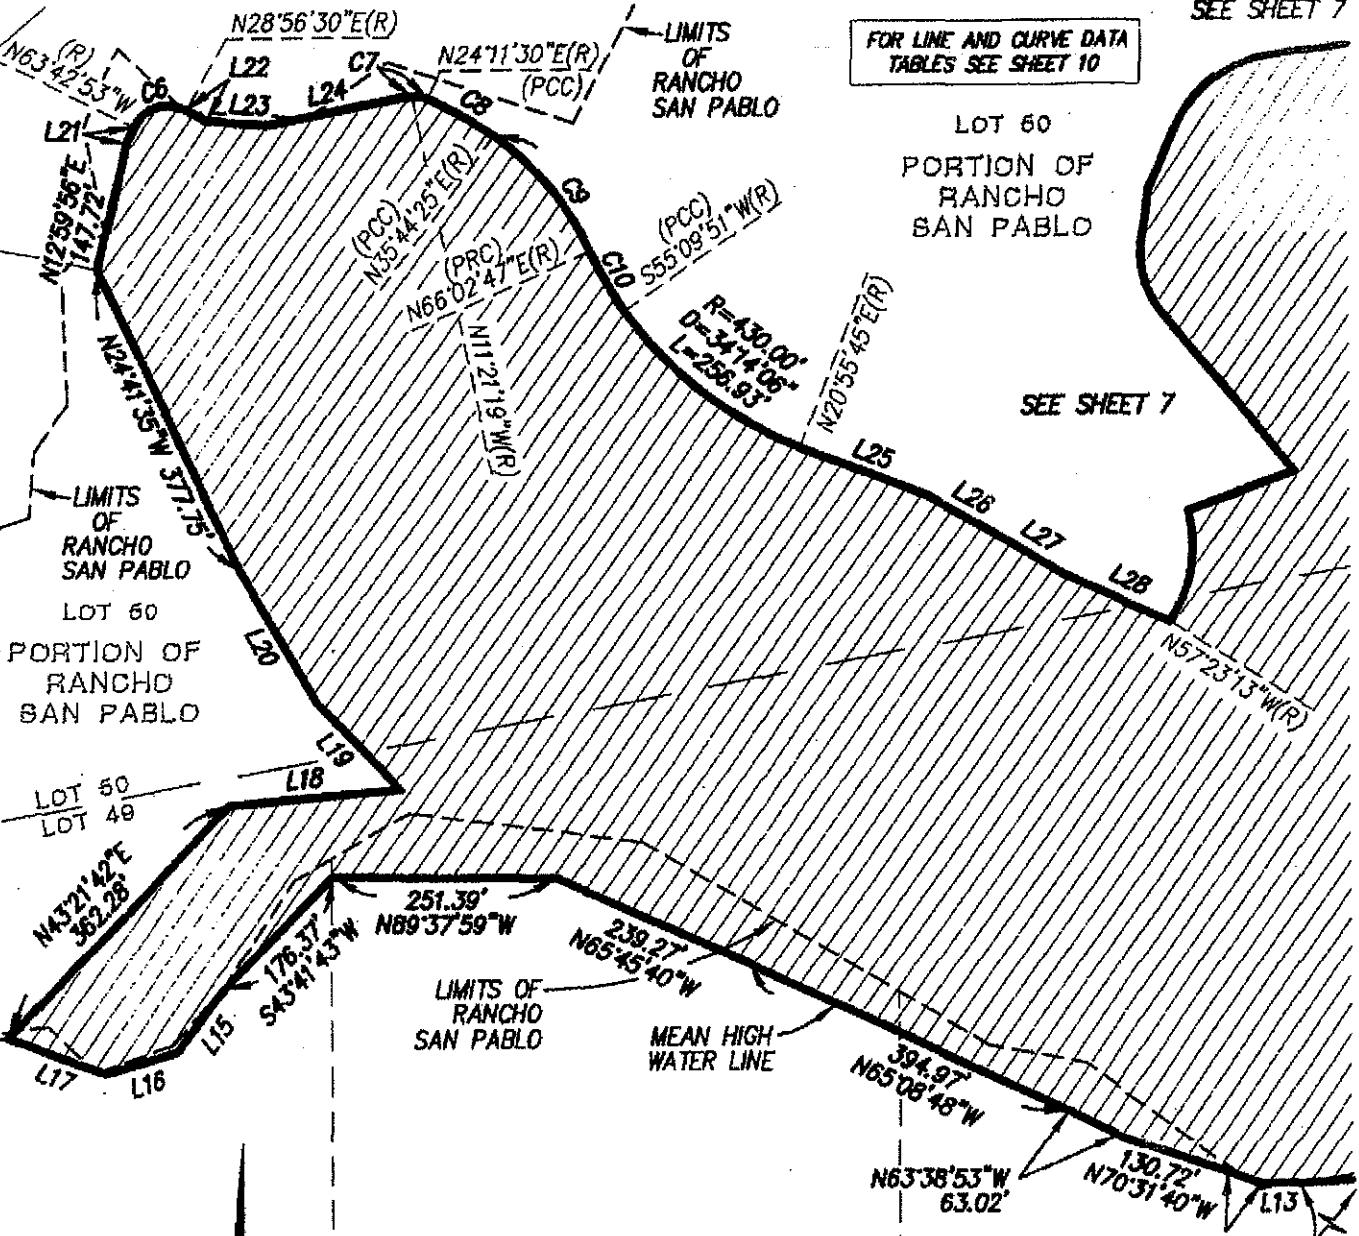 SEE SHEET 7
N28°56'30"E(R)
(R)
N63°42'53"W
LIMITS
OF
RANCHO
SAN PABLO
FOR LINE AND CURVE DATA
TABLES SEE SHEET 10
C6
L22
L23
L24
C7
N24°11'30"E(R)
(PCC)
C8
L21
LOT 60
PORTION OF
RANCHO
SAN PABLO
N12°59'56"E
147.72'
(PCC)
N35°44'25"E(R)
C9
(PRC)
N66°02'47"E(R)
C10
(PCC)
S55°09'51"W(R)
N11°21'19"W(R)
R=430.00'
D=34°14'06"
L=256.93'
N20°55'45"E(R)
SEE SHEET 7
N24°41'35"W 377.75'
L25
L26
L27
L28
LIMITS
OF
RANCHO
SAN PABLO
LOT 60
PORTION OF
RANCHO
SAN PABLO
L20
N57°23'13"W(R)
L19
L18
LOT 60
LOT 49
N43°21'42"E
362.28'
251.39'
N89°37'59"W
176.37'
S43°41'43"W
239.27'
N65°45'40"W
LIMITS OF
RANCHO
SAN PABLO
MEAN HIGH
WATER LINE
L15
L16
L17
394.97'
N65°08'48"W
N63°38'53"W
63.02'
130.72'
N70°31'40"W
L13